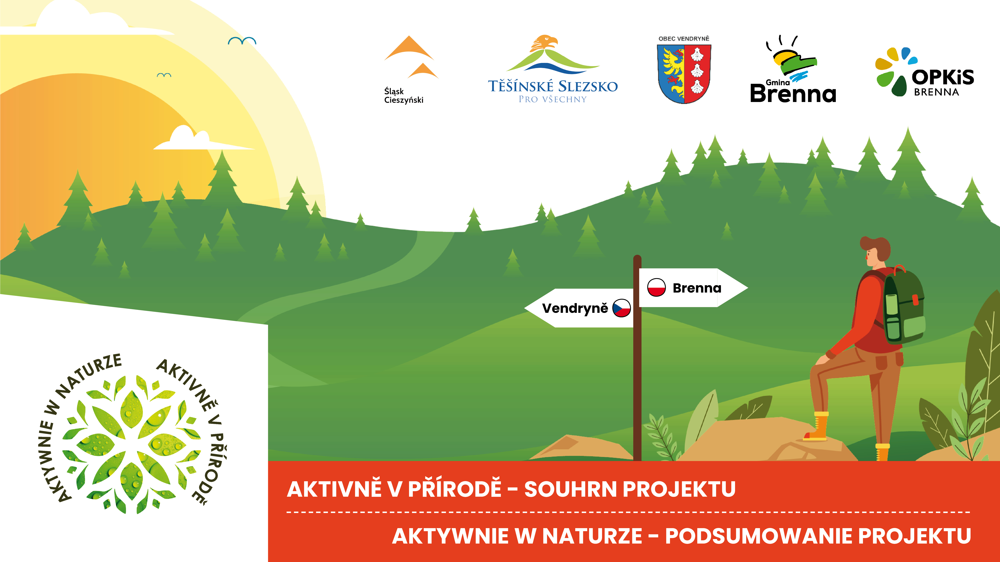 Śląsk
Cieszyński
TĚŠÍNSKÉ SLEZSKO
PRO VŠECHNY
OBEC VENDRYNĚ
Gmina
Brenna
OPKiS
BRENNA
Brenna
Vendryně
AKTYWNIE W NATURZE
AKTIVNĚ V PŘÍRODĚ
AKTIVNĚ V PŘÍRODĚ – SOUHRN PROJEKTU
AKTYWNIE W NATURZE – PODSUMOWANIE PROJEKTU